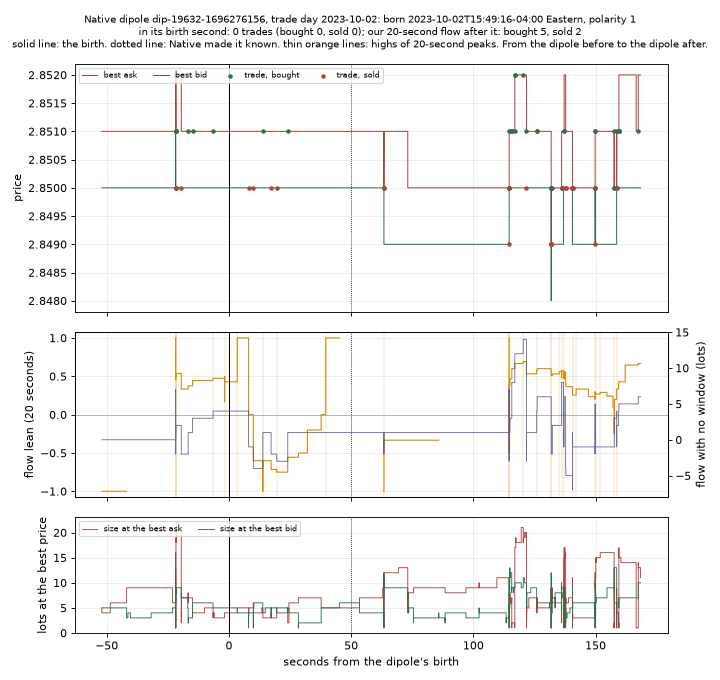 Native dipole dip-19632-1696276156, trade day 2023-10-02: born 2023-10-02T15:49:16-04:00 Eastern, polarity 1
in its birth second: 0 trades (bought 0, sold 0); our 20-second flow after it: bought 5, sold 2
solid line: the birth. dotted line: Native made it known. thin orange lines: highs of 20-second peaks. From the dipole before to the dipole after.
best ask
best bid
trade, bought
trade, sold
2.8520
2.8515
2.8510
2.8505
2.8500
2.8495
2.8490
2.8485
2.8480
price
1.0
0.5
0.0
−0.5
−1.0
flow lean (20 seconds)
15
10
5
0
−5
flow with no window (lots)
size at the best ask
size at the best bid
20
15
10
5
0
lots at the best price
−50
0
50
100
150
seconds from the dipole's birth